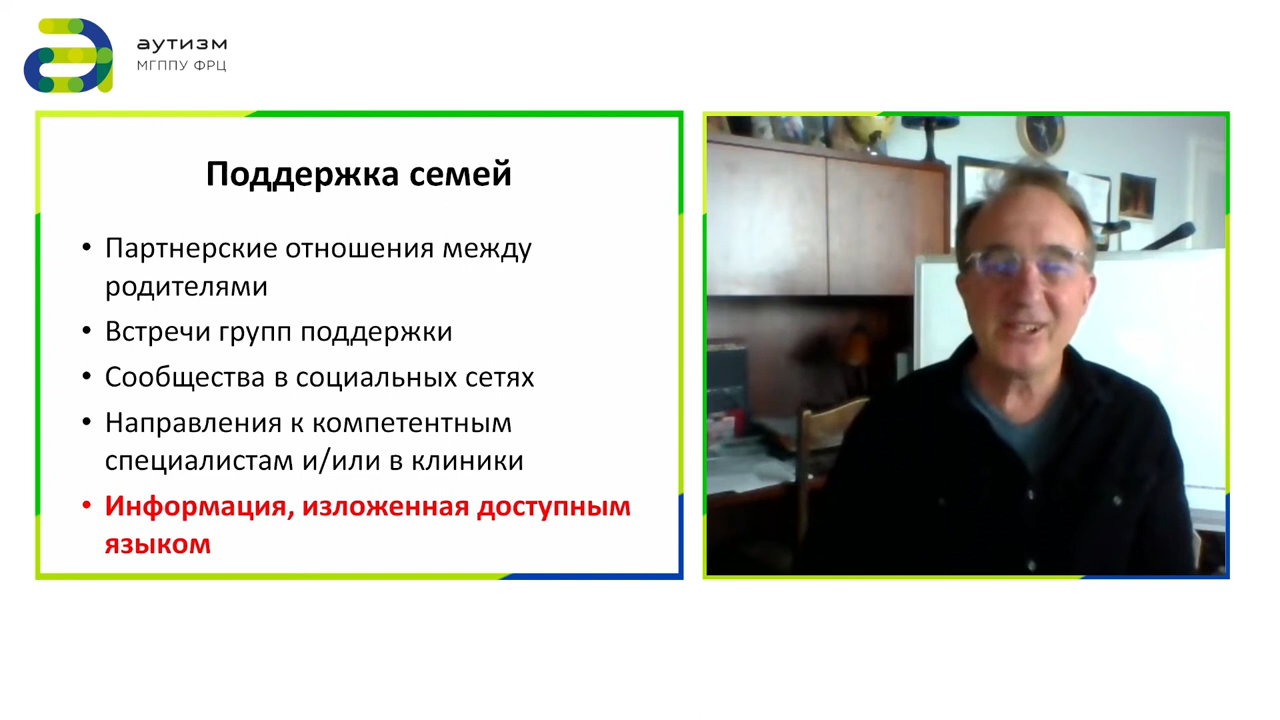 аутизм
МГППУ ФРЦ
Поддержка семей
• Партнерские отношения между
родителями
• Встречи групп поддержки
• Сообщества в социальных сетях
• Направления к компетентным
специалистам и/или в клиники
• Информация, изложенная доступным
языком